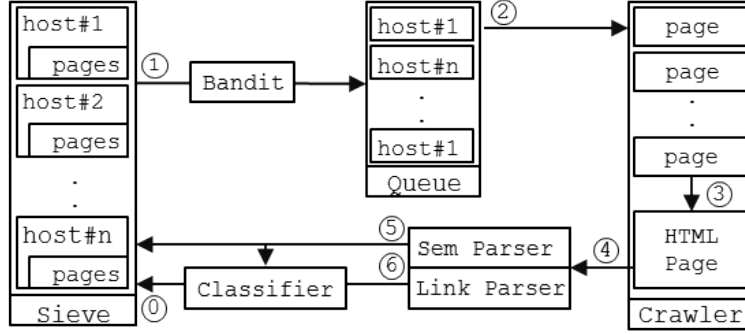 host#1
pages
host#2
pages
.
.
host#n
pages
Sieve
①
Bandit
host#1
host#n
.
.
host#1
Queue
②
page
page
.
.
page
③
HTML
Page
Crawler
④
Sem Parser
Link Parser
⑤
⑥
Classifier
⓪